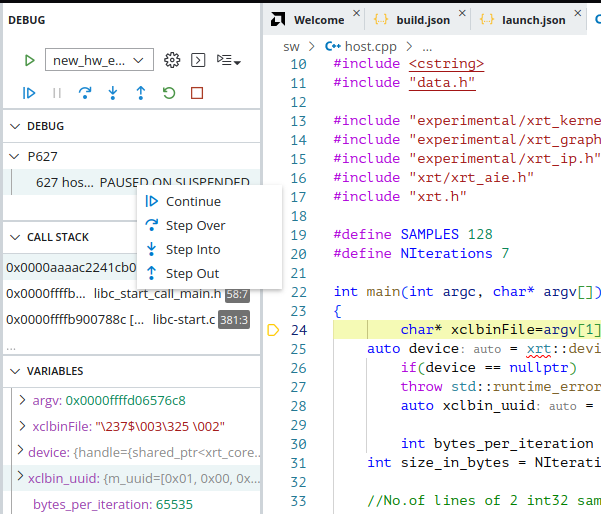 DEBUG
new_hw_e...
DEBUG
P627
627 hos... PAUSED ON SUSPENDED
Continue
Step Over
Step Into
Step Out
CALL STACK
0x0000aaaac2241cb0
0x0000ffffb... libc_start_call_main.h 58:7
0x0000ffffb900788c [... libc-start.c 381:3
...
VARIABLES
argv: 0x0000ffffd06576c8
xclbinFile: "\237$\003\325 \002"
device: {handle={shared_ptr<xrt_core...
xclbin_uuid: {m_uuid=[0x01, 0x00, 0x...
bytes_per_iteration: 65535
Welcome
{..} build.json
{..} launch.json
sw > C++ host.cpp > ...
10 #include <cstring>
11 #include "data.h"
12
13 #include "experimental/xrt_kerne
14 #include "experimental/xrt_graph
15 #include "experimental/xrt_ip.h"
16 #include "xrt/xrt_aie.h"
17 #include "xrt.h"
18
19 #define SAMPLES 128
20 #define NIterations 7
21
22 int main(int argc, char* argv[])
23 {
24 char* xclbinFile=argv[1]
25 auto device: auto = xrt::devi
26 if(device == nullptr)
27 throw std::runtime_error
28 auto xclbin_uuid: auto =
29
30 int bytes_per_iteration
31 int size_in_bytes = NIterati
32
33 //No.of lines of 2 int32 sam